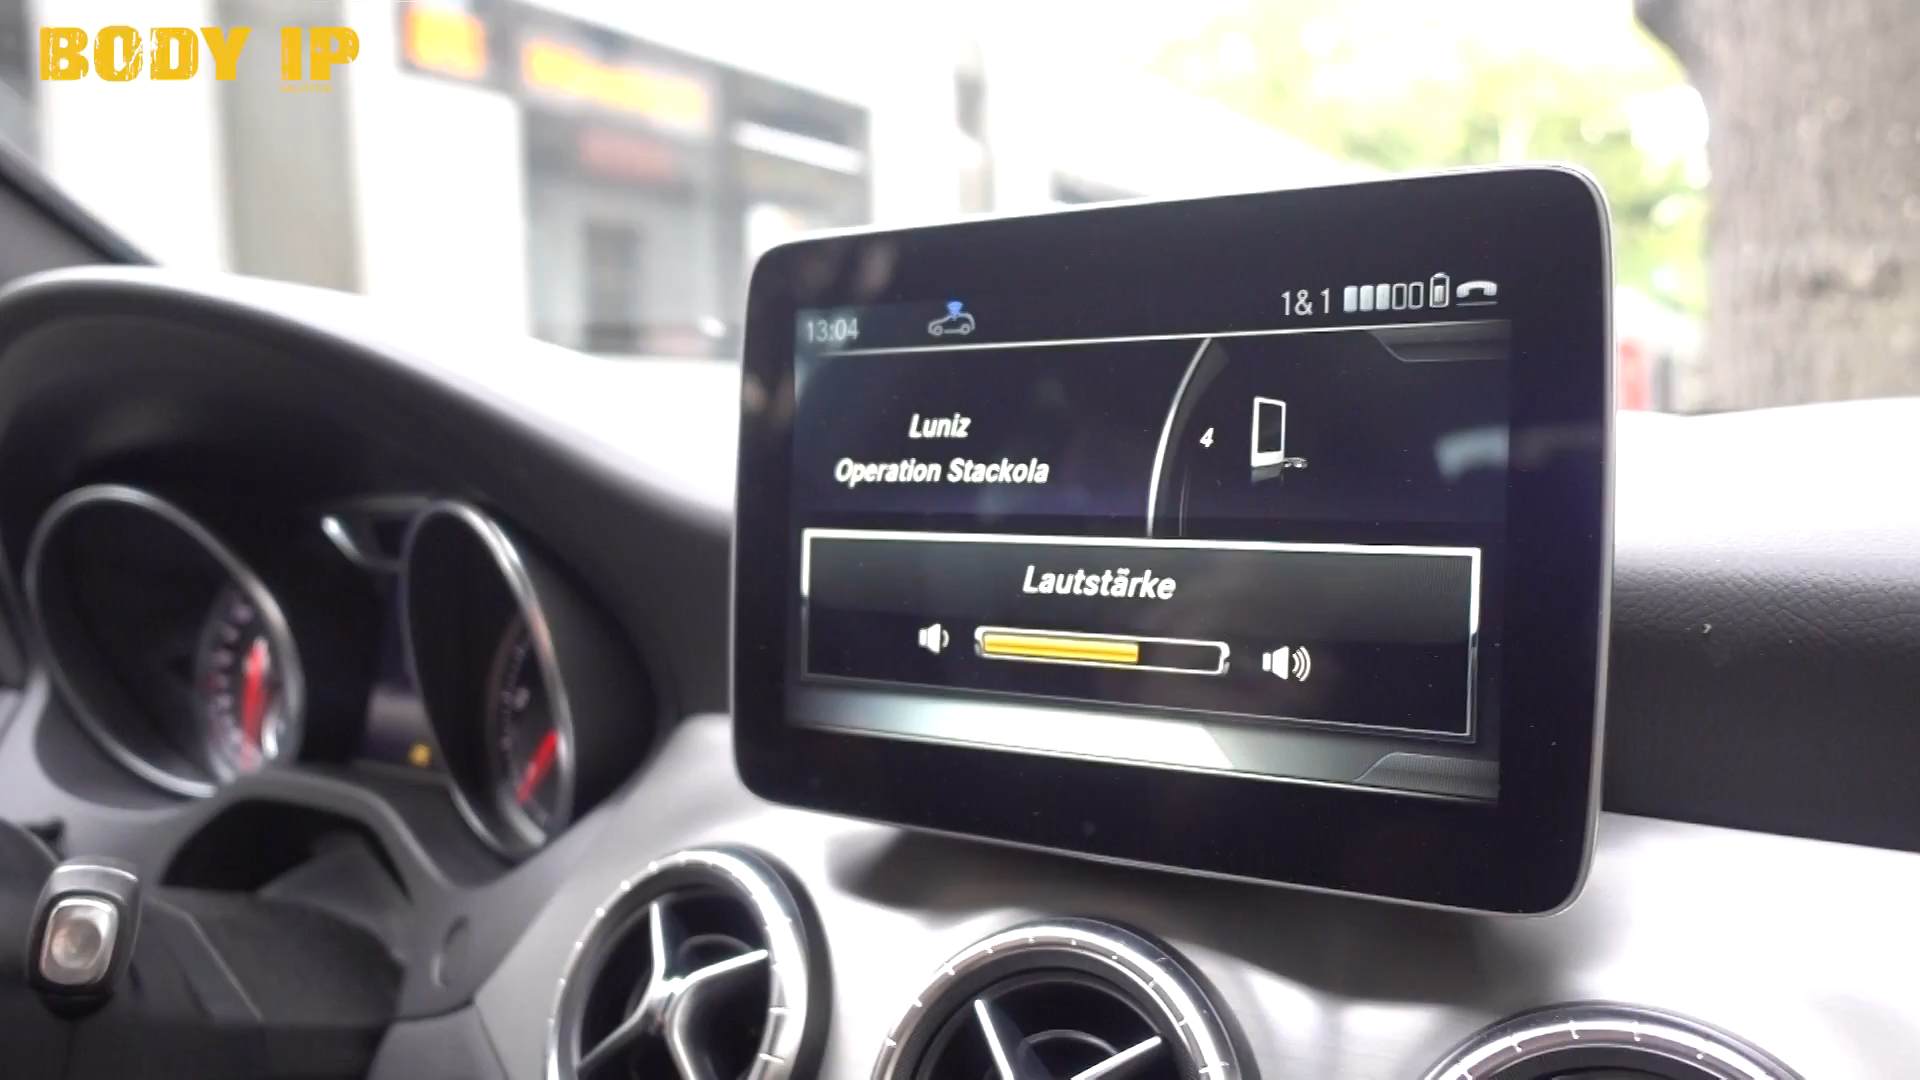 BODY IP
13:04
1&1
Luniz
4
Operation Stackola
Lautstärke